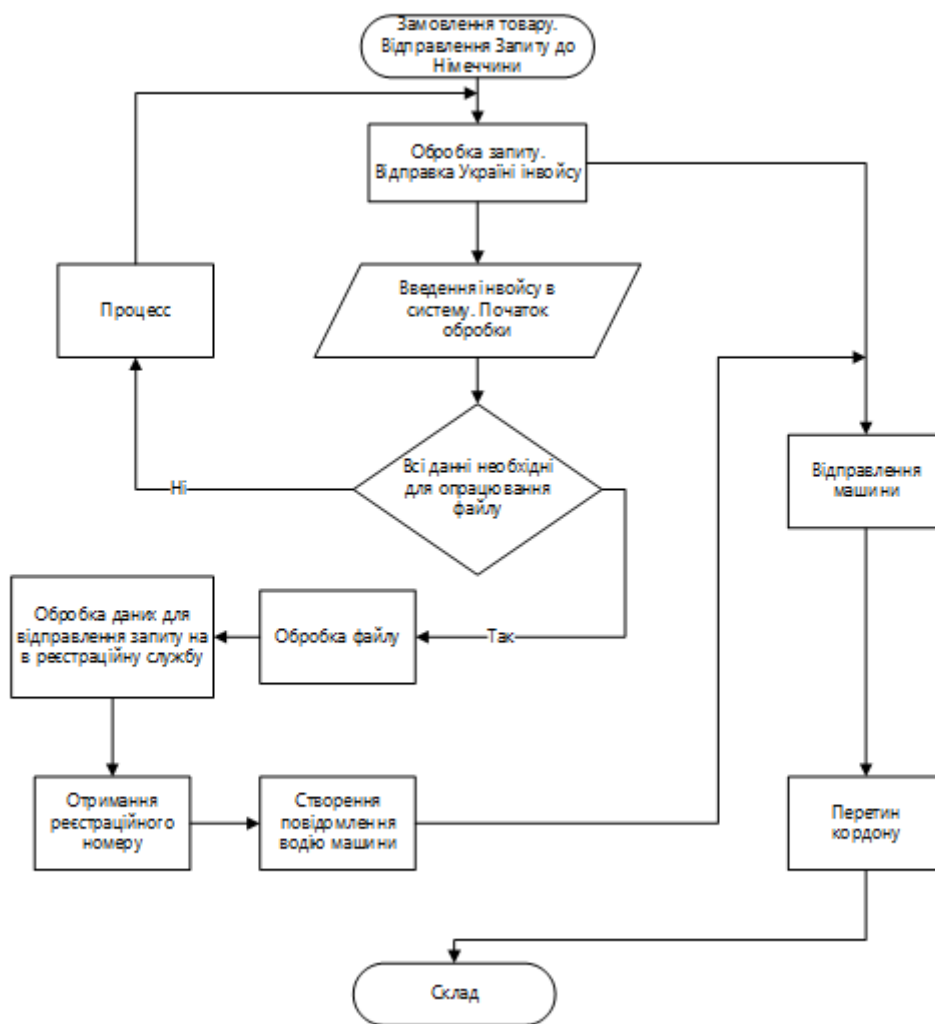 Замовлення товару.
Відправлення Запиту до
Німеччини
Обробка запиту.
Відправка Україні інвойсу
Введення інвойсу в
систему. Початок
обробки
Процесс
Всі данні необхідні
для опрацювання
файлу
Ні
Відправлення
машини
Обробка даних для
відправлення запиту на
в реєстраційну службу
Обробка файлу
Так
Отримання
реєстраційного
номеру
Створення
повідомлення
водію машини
Перетин
кордону
Склад